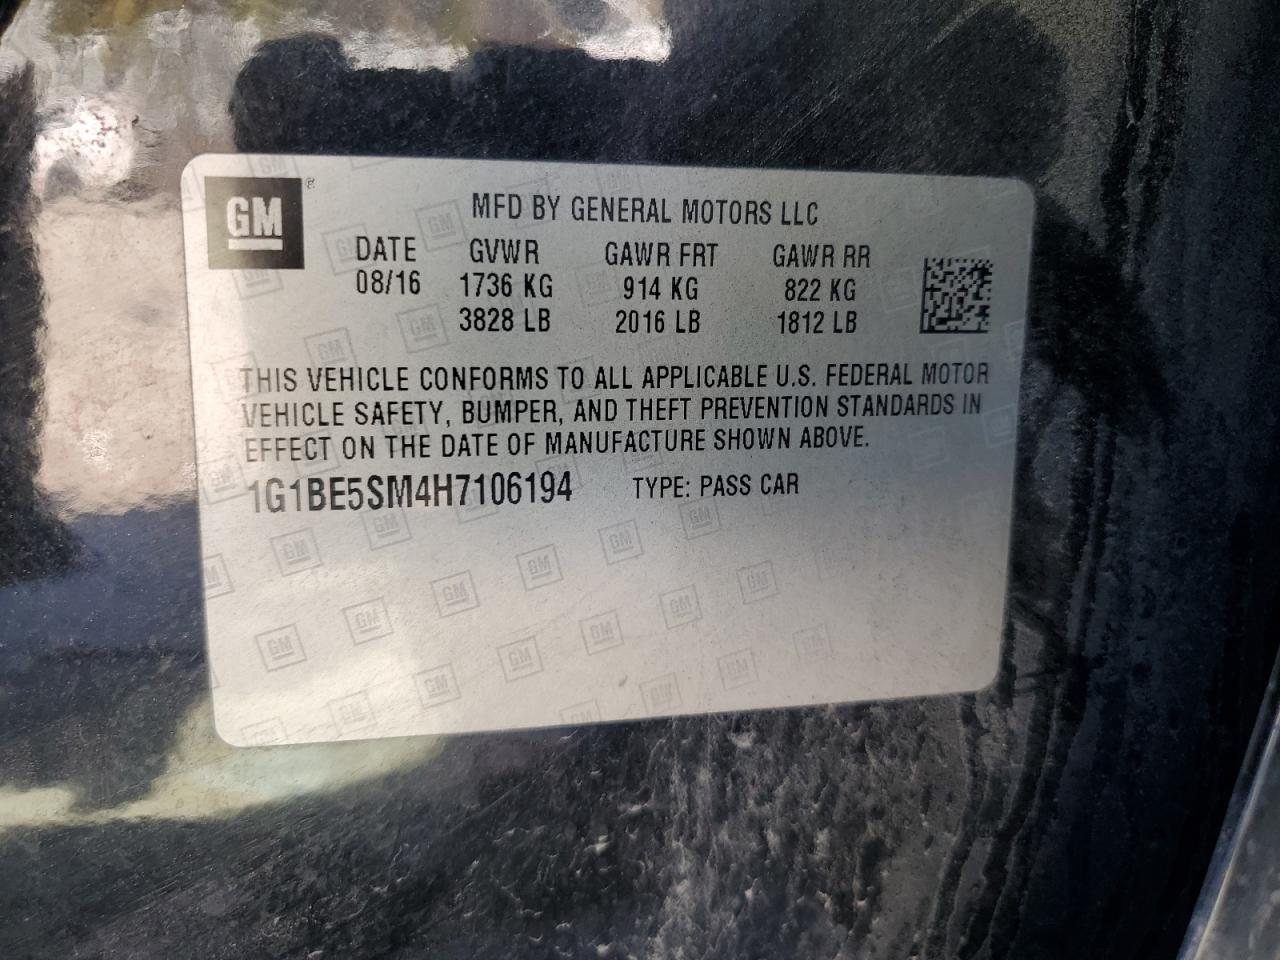 GM ®
MFD BY GENERAL MOTORS LLC
DATE GVWR GAWR FRT GAWR RR
08/16 1736 KG 914 KG 822 KG
3828 LB 2016 LB 1812 LB
THIS VEHICLE CONFORMS TO ALL APPLICABLE U.S. FEDERAL MOTOR
VEHICLE SAFETY, BUMPER, AND THEFT PREVENTION STANDARDS IN
EFFECT ON THE DATE OF MANUFACTURE SHOWN ABOVE.
1G1BE5SM4H7106194 TYPE: PASS CAR